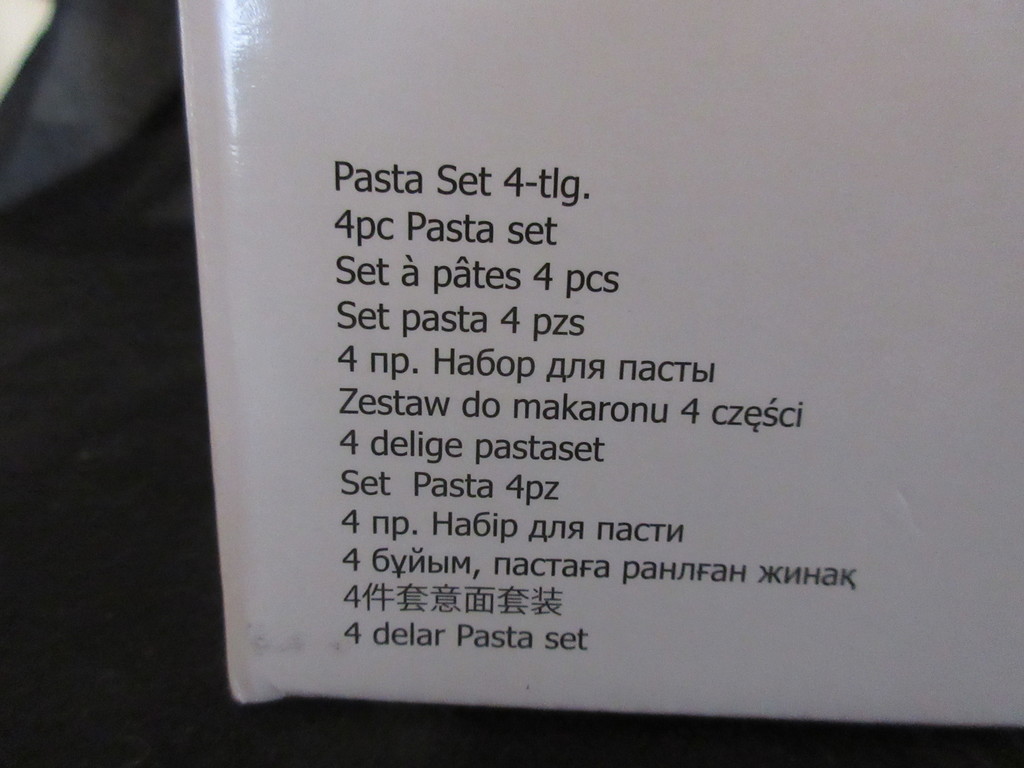 Pasta Set 4-tlg.
4pc Pasta set
Set à pâtes 4 pcs
Set pasta 4 pzs
4 пр. Набор для пасты
Zestaw do makaronu 4 części
4 delige pastaset
Set Pasta 4pz
4 пр. Набір для пасти
4 бұйым, пастаға ранлған жинақ
4件套意面套装
4 delar Pasta set